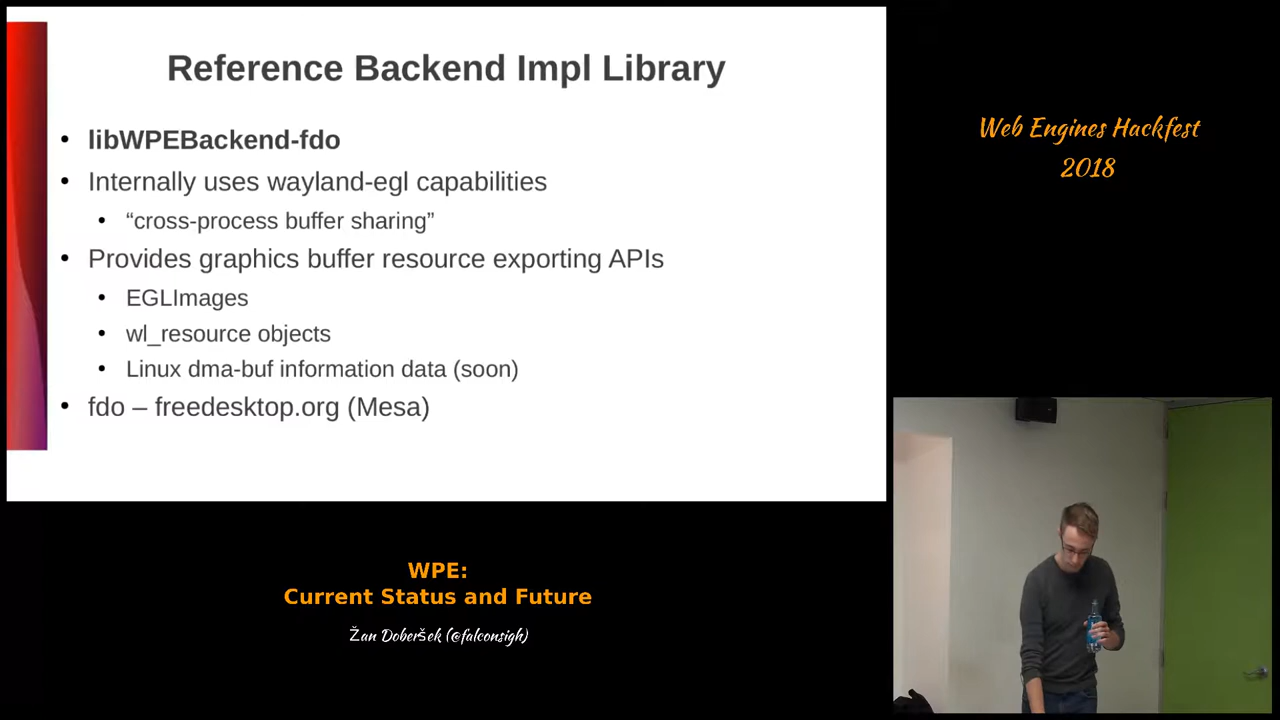 Reference Backend Impl Library
• libWPEBackend-fdo
• Internally uses wayland-egl capabilities
• “cross-process buffer sharing”
• Provides graphics buffer resource exporting APIs
• EGLImages
• wl_resource objects
• Linux dma-buf information data (soon)
• fdo – freedesktop.org (Mesa)
Web Engines Hackfest
2018
WPE:
Current Status and Future
Žan Doberšek (@falconsigh)